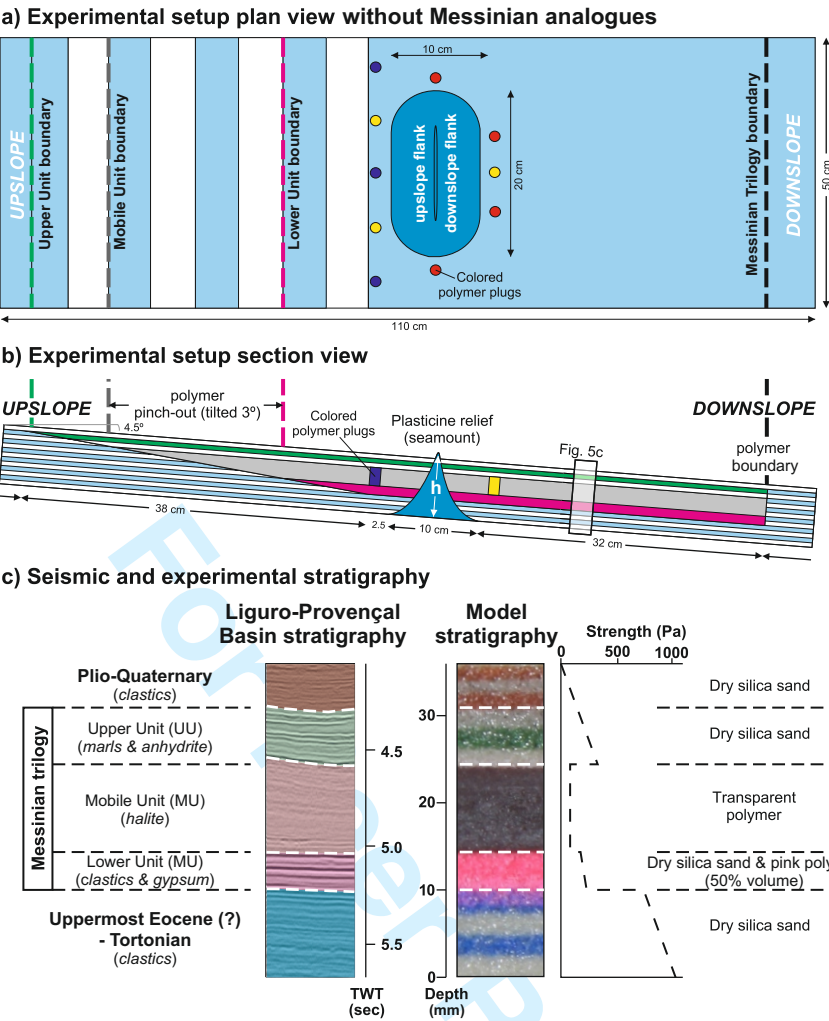 a) Experimental setup plan view without Messinian analogues
UPSLOPE
Upper Unit boundary
Mobile Unit boundary
Lower Unit boundary
10 cm
upslope flank
downslope flank
20 cm
Colored
polymer plugs
Messinian Trilogy boundary
DOWNSLOPE
50 cm
110 cm
b) Experimental setup section view
UPSLOPE
4.5º
polymer
pinch-out (tilted 3º)
Colored
polymer plugs
Plasticine relief
(seamount)
h
Fig. 5c
DOWNSLOPE
polymer
boundary
38 cm
2.5
10 cm
32 cm
c) Seismic and experimental stratigraphy
Liguro-Provençal
Basin stratigraphy
Model
stratigraphy
Strength (Pa)
0
500
1000
Plio-Quaternary
(clastics)
Messinian trilogy
Upper Unit (UU)
(marls & anhydrite)
Mobile Unit (MU)
(halite)
Lower Unit (MU)
(clastics & gypsum)
Uppermost Eocene (?)
- Tortonian
(clastics)
4.5
5.0
5.5
TWT
(sec)
30
20
10
0
Depth
(mm)
Dry silica sand
Dry silica sand
Transparent
polymer
Dry silica sand & pink poly
(50% volume)
Dry silica sand